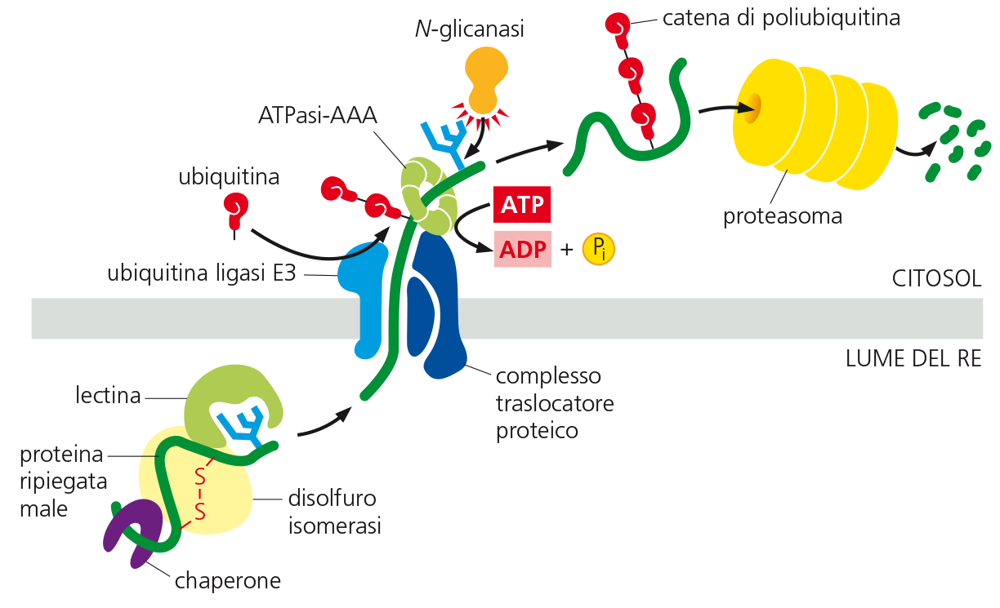 N-glicanasi
catena di poliubiquitina
ATPasi-AAA
ubiquitina
ATP
proteasoma
ADP + Pi
ubiquitina ligasi E3
CITOSOL
LUME DEL RE
complesso
traslocatore
proteico
lectina
proteina
ripiegata
male
S
S
disolfuro
isomerasi
chaperone